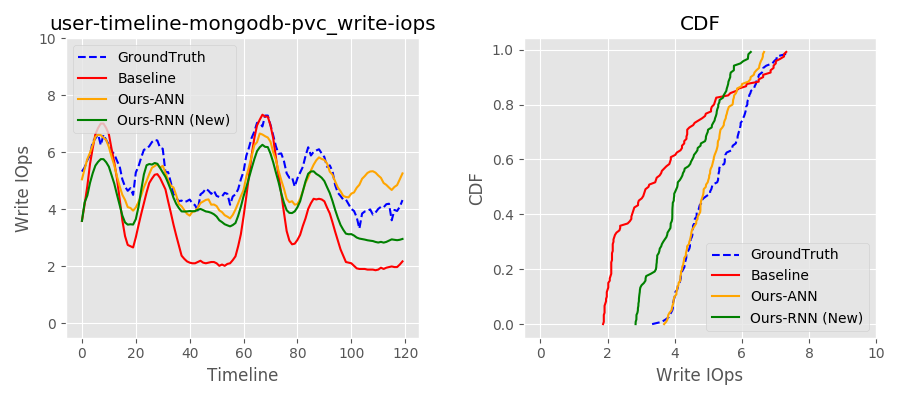 user-timeline-mongodb-pvc_write-iops
10
8
6
4
2
0
Write IOps
0 20 40 60 80 100 120
Timeline
GroundTruth
Baseline
Ours-ANN
Ours-RNN (New)
CDF
1.0
0.8
0.6
0.4
0.2
0.0
CDF
0 2 4 6 8 10
Write IOps
GroundTruth
Baseline
Ours-ANN
Ours-RNN (New)